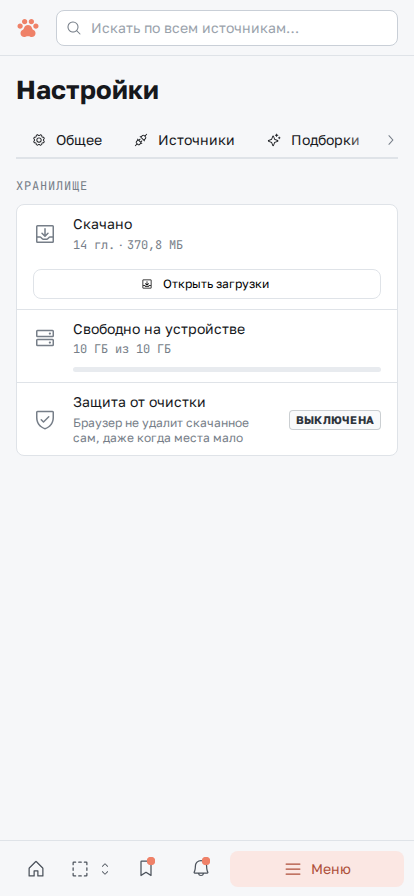 Искать по всем источникам...
Настройки
Общее
Источники
Подборки
ХРАНИЛИЩЕ
Скачано
14 гл. · 370,8 МБ
Открыть загрузки
Свободно на устройстве
10 ГБ из 10 ГБ
Защита от очистки
Браузер не удалит скачанное
сам, даже когда места мало
ВЫКЛЮЧЕНА
Меню